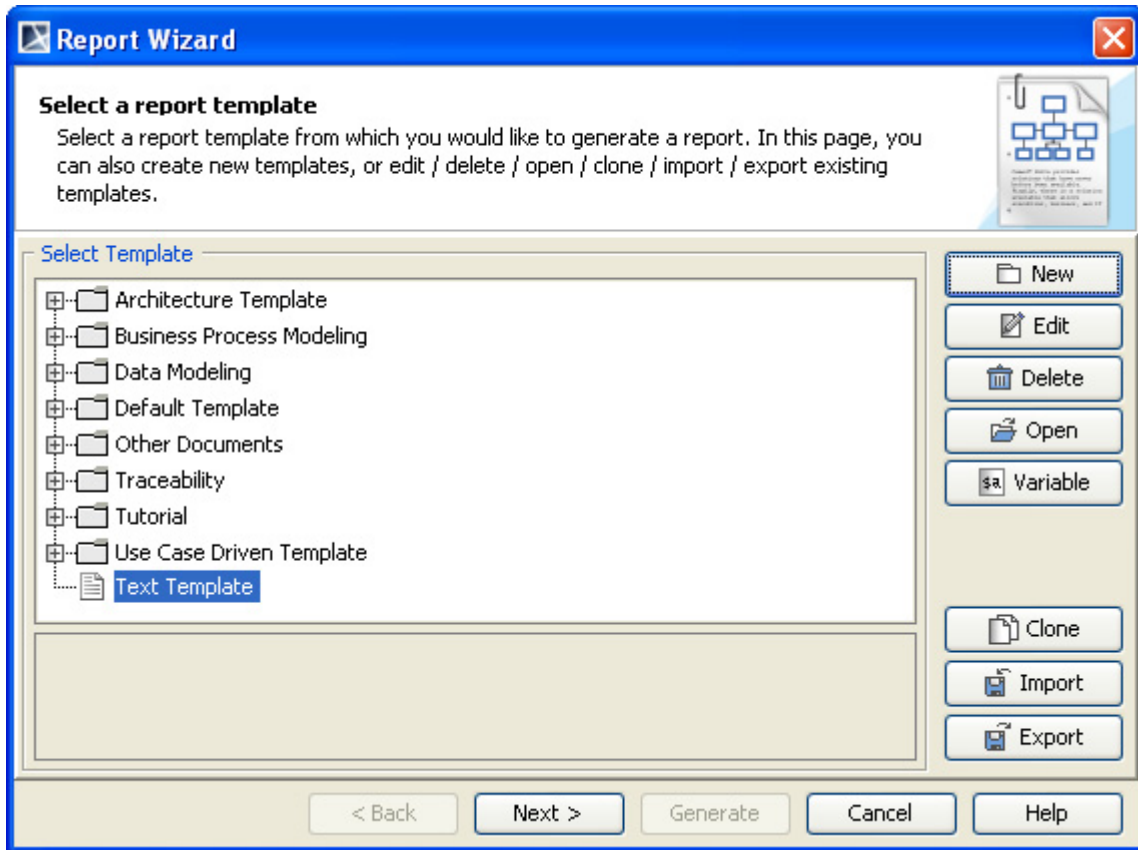 Report Wizard
Select a report template
Select a report template from which you would like to generate a report. In this page, you
can also create new templates, or edit / delete / open / clone / import / export existing
templates.
Select Template
Architecture Template
Business Process Modeling
Data Modeling
Default Template
Other Documents
Traceability
Tutorial
Use Case Driven Template
Text Template
New
Edit
Delete
Open
$a Variable
Clone
Import
Export
< Back
Next >
Generate
Cancel
Help